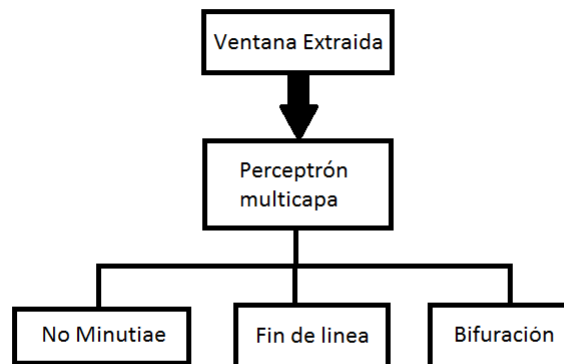 Ventana Extraida
Perceptrón
multicapa
No Minutiae
Fin de linea
Bifuración